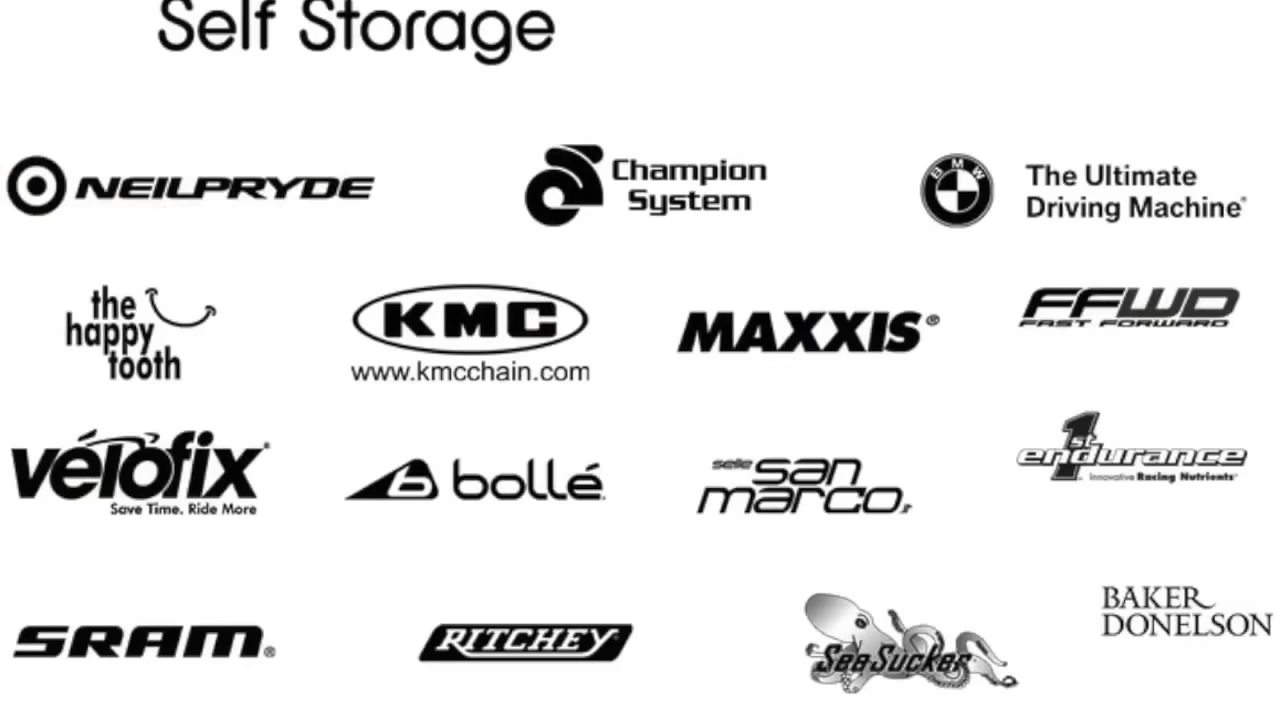 Self Storage
NEILPRYDE
Champion
System
BMW
The Ultimate
Driving Machine®
the
happy
tooth
KMC
www.kmcchain.com
MAXXIS®
FFWD
FAST FORWARD
vélofix®
Save Time. Ride More
B bollé
selle san
marco.it
1st
endurance
Innovative Racing Nutrients
SRAM®
RITCHEY
SeaSucker
BAKER
DONELSON